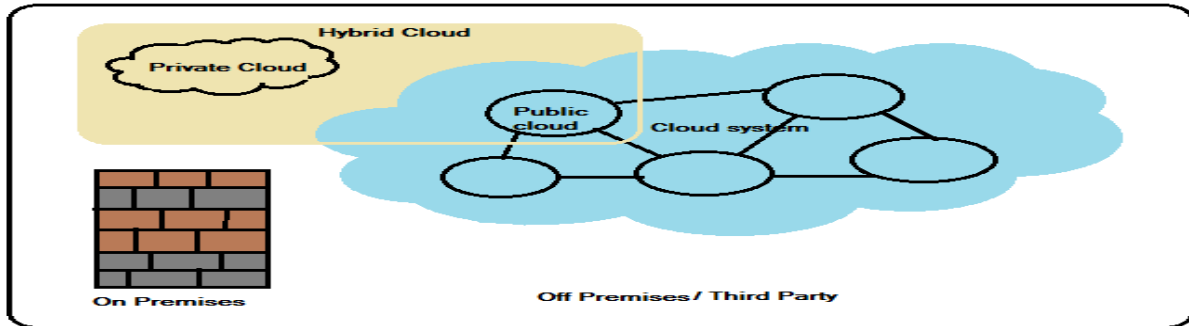 Hybrid Cloud
Private Cloud
Public
cloud
Cloud system
On Premises
Off Premises / Third Party